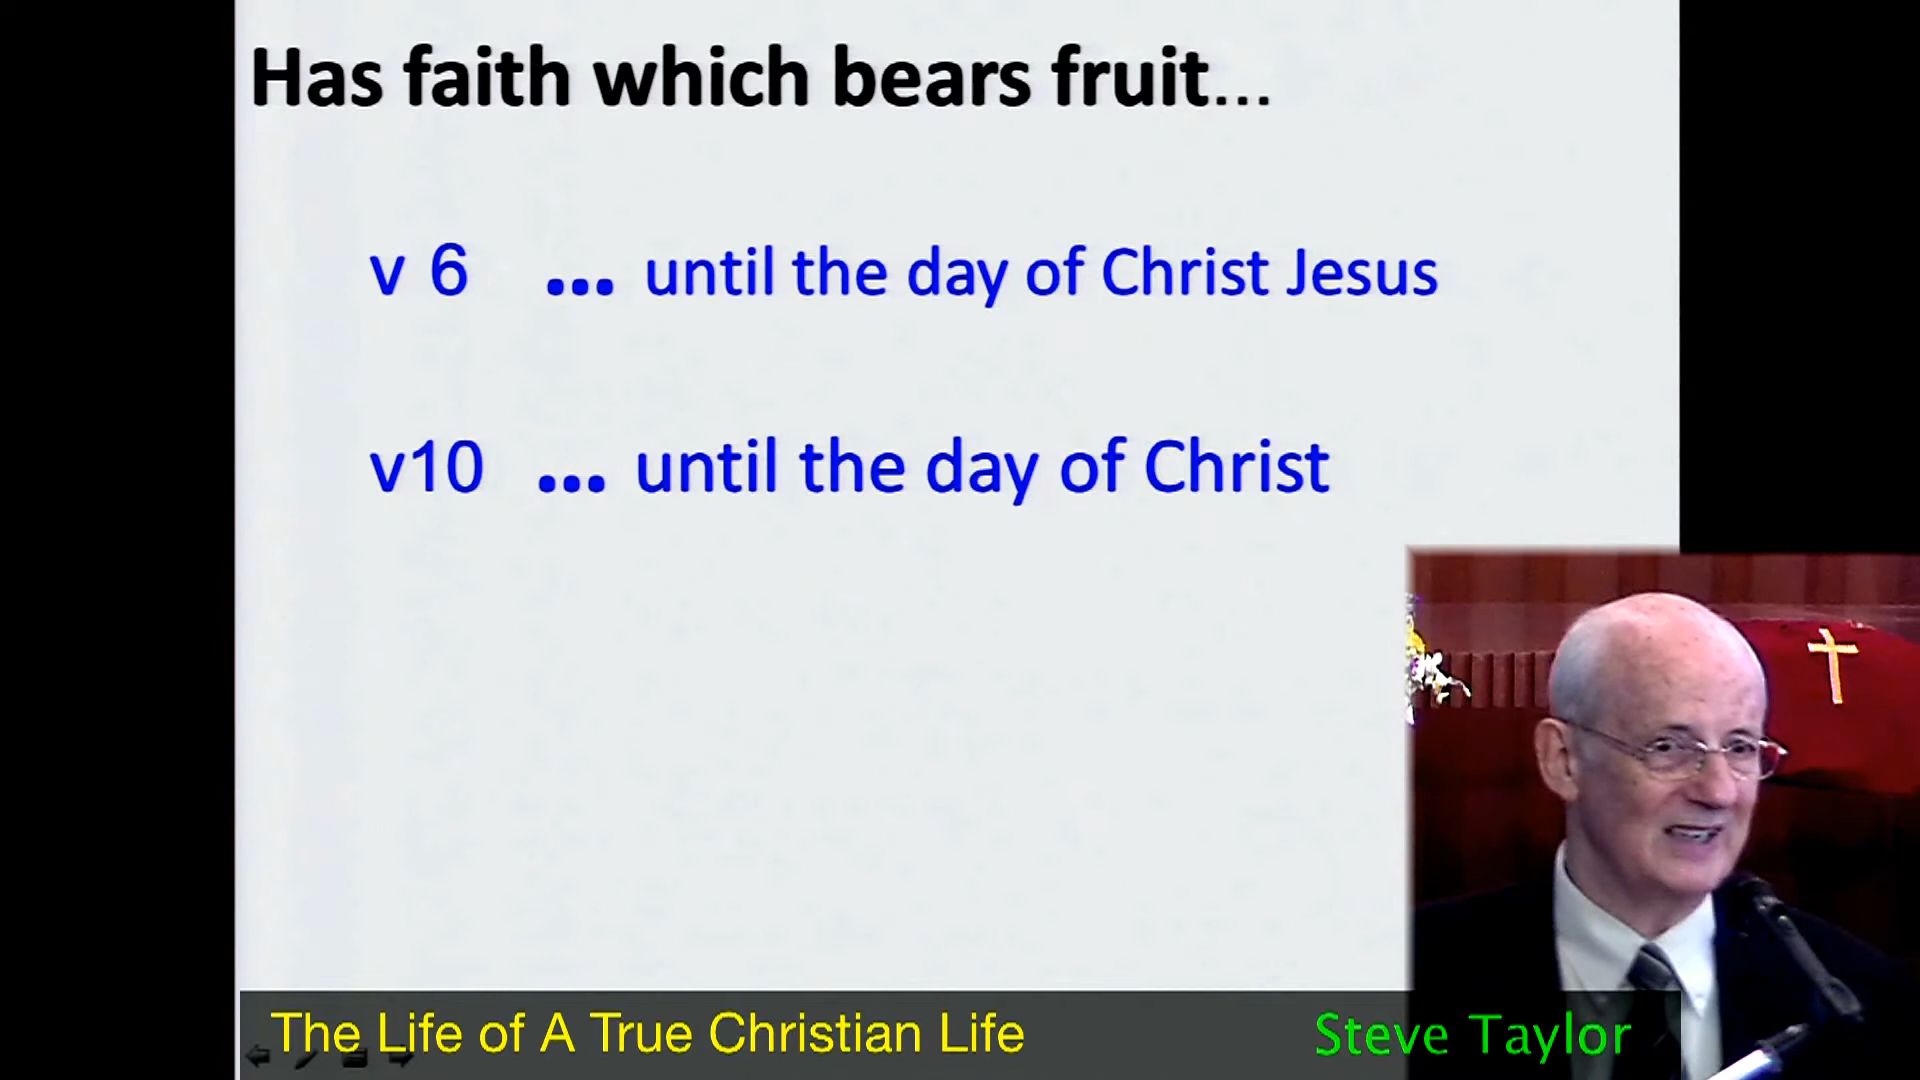 Has faith which bears fruit...
v 6 ... until the day of Christ Jesus
v10 ... until the day of Christ
The Life of A True Christian Life
Steve Taylor